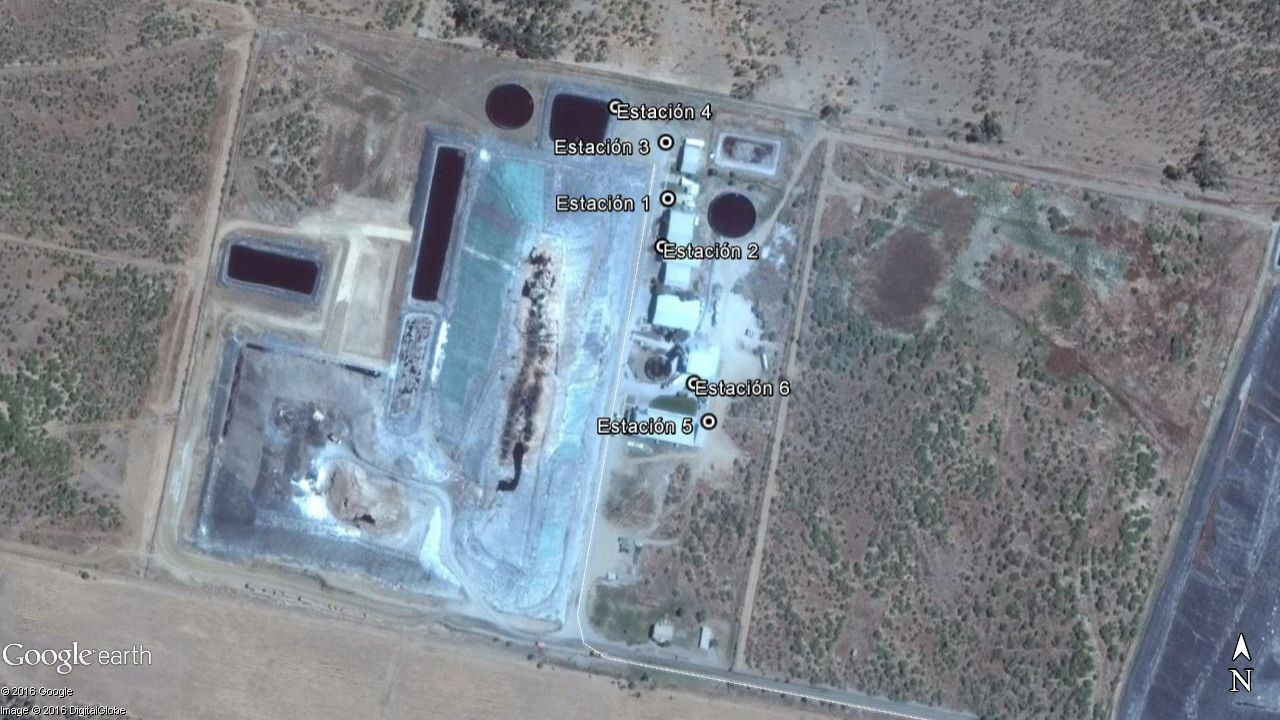 Estación 4
Estación 3
Estación 1
Estación 2
Estación 6
Estación 5
Google earth
N
© 2016 Google
Image © 2016 DigitalGlobe